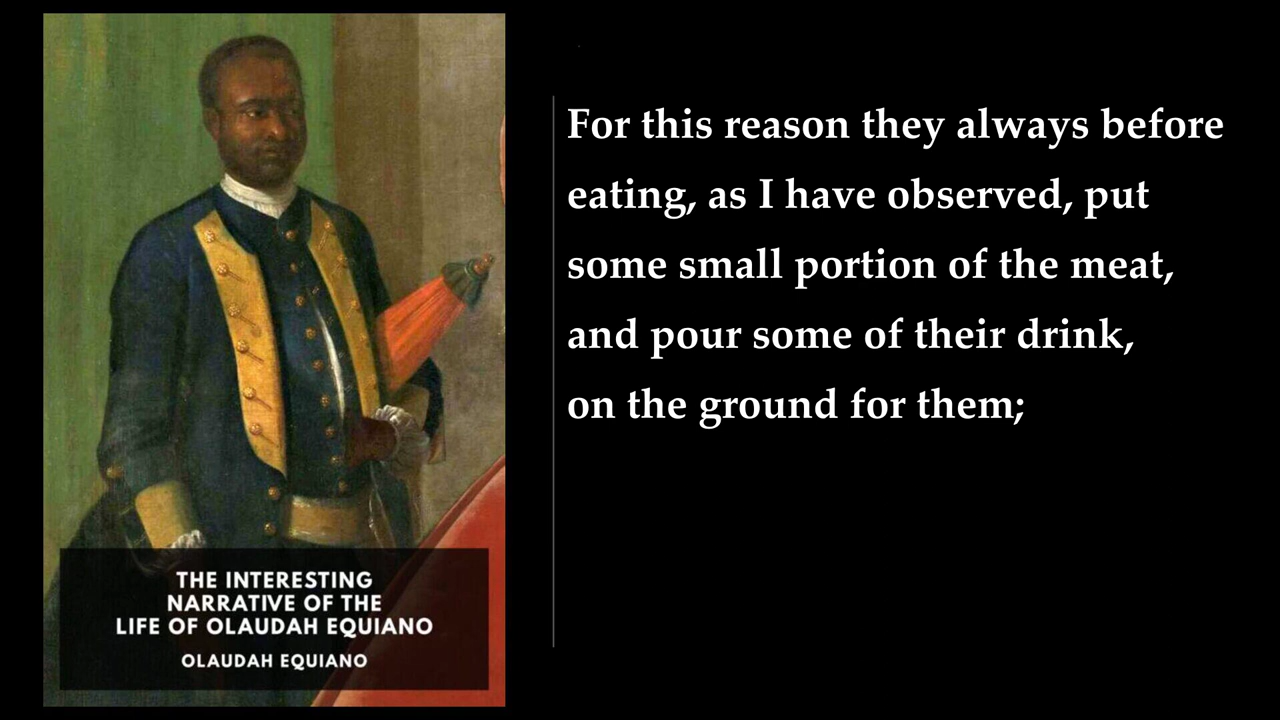 THE INTERESTING
NARRATIVE OF THE
LIFE OF OLAUDAH EQUIANO
OLAUDAH EQUIANO
For this reason they always before
eating, as I have observed, put
some small portion of the meat,
and pour some of their drink,
on the ground for them;